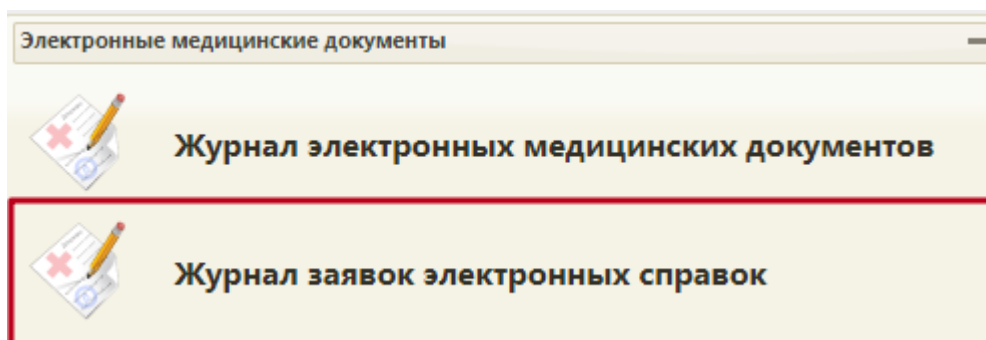 Электронные медицинские документы
Журнал электронных медицинских документов
Журнал заявок электронных справок